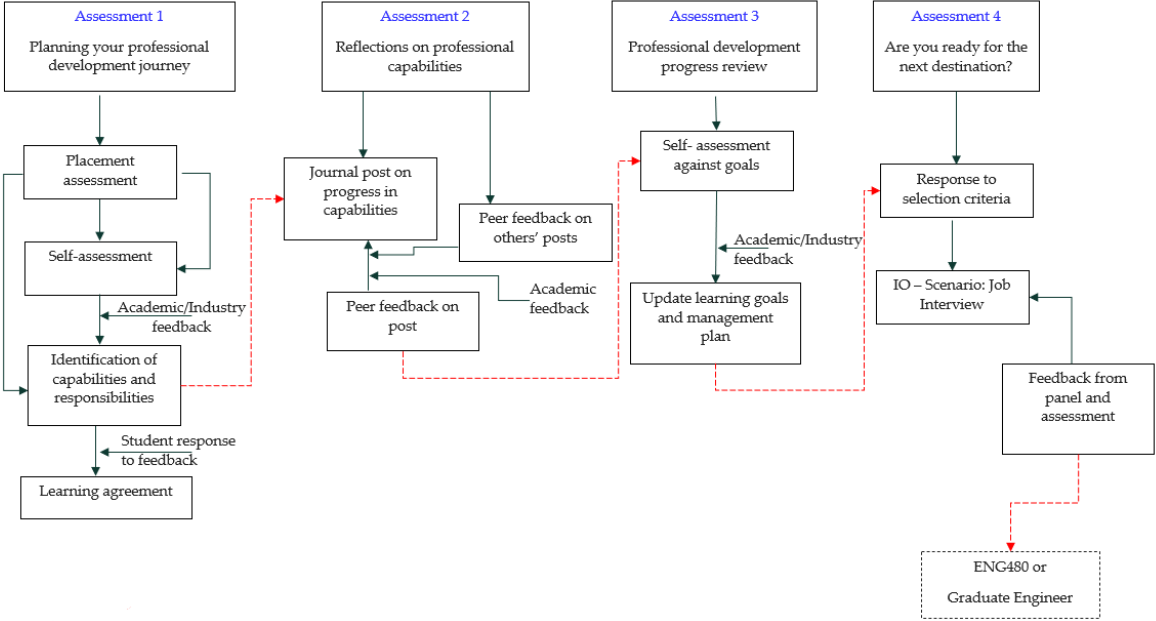 Assessment 1
Planning your professional
development journey
Placement
assessment
Self-assessment
Academic/Industry
feedback
Identification of
capabilities and
responsibilities
Student response
to feedback
Learning agreement
Assessment 2
Reflections on professional
capabilities
Journal post on
progress in
capabilities
Peer feedback on
others’ posts
Academic
feedback
Peer feedback on
post
Assessment 3
Professional development
progress review
Self- assessment
against goals
Academic/Industry
feedback
Update learning goals
and management
plan
Assessment 4
Are you ready for the
next destination?
Response to
selection criteria
IO – Scenario: Job
Interview
Feedback from
panel and
assessment
ENG480 or
Graduate Engineer